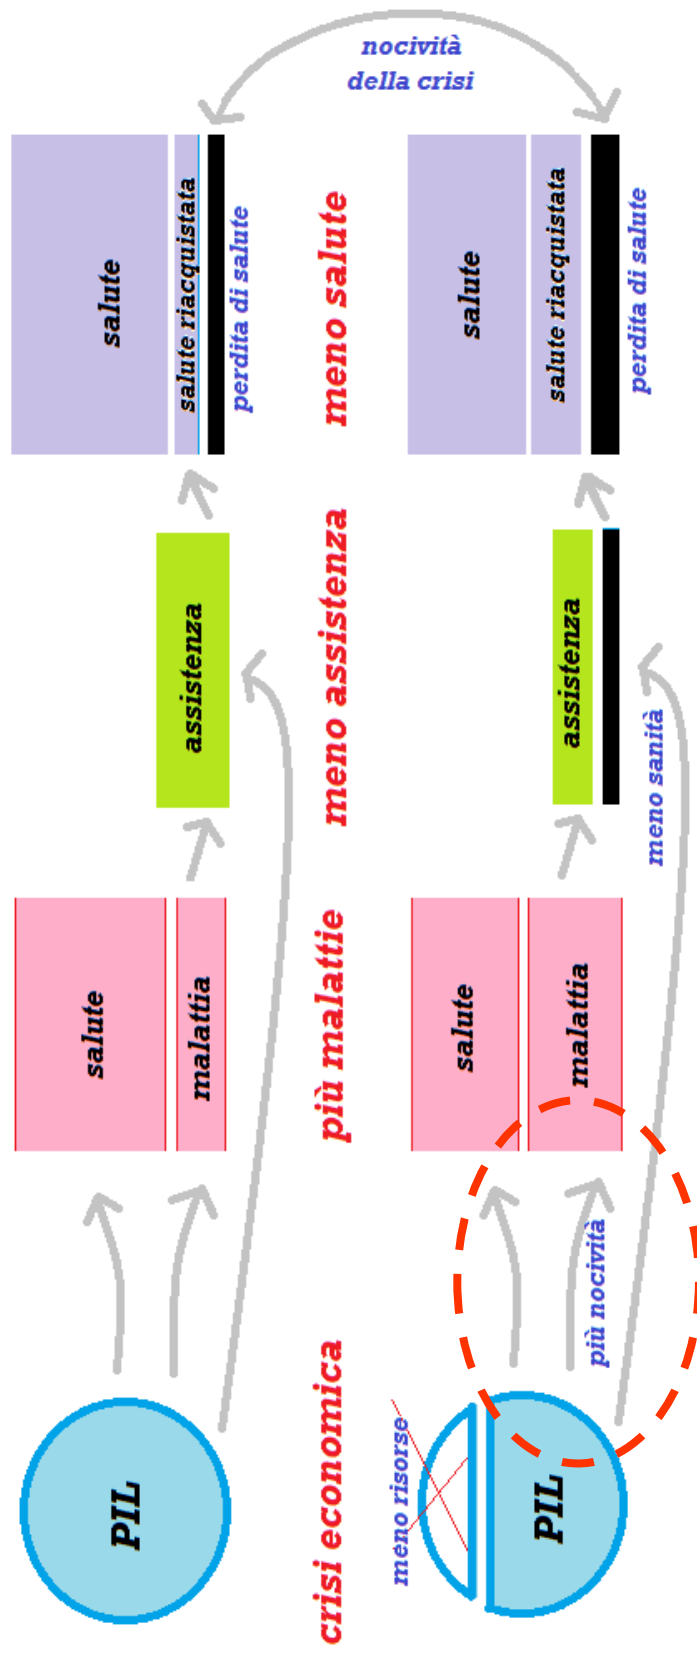 PIL
salute
malattia
assistenza
salute
salute riacquistata
perdita di salute
nocività
della crisi
crisi economica
più malattie
meno assistenza
meno salute
meno risorse
PIL
più nocività
salute
malattia
meno sanità
assistenza
salute
salute riacquistata
perdita di salute